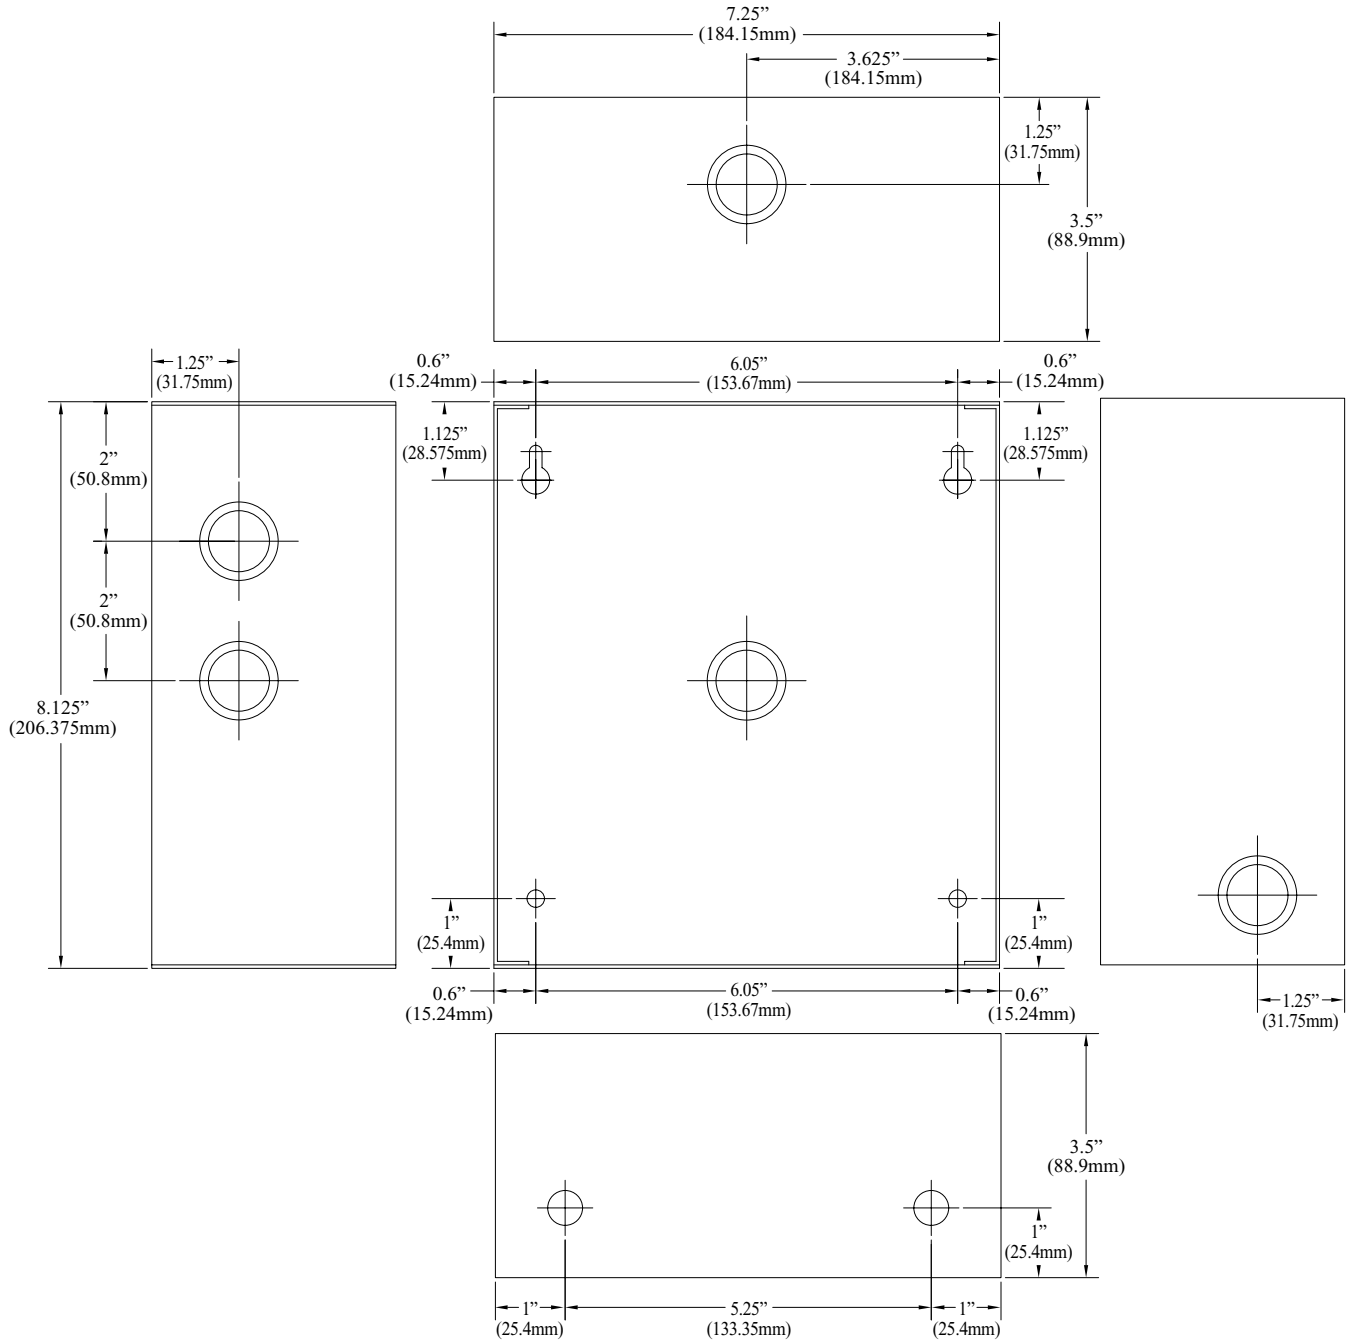 7.25”
(184.15mm)
3.625”
(184.15mm)
1.25”
(31.75mm)
3.5”
(88.9mm)
1.25”
(31.75mm)
0.6”
(15.24mm)
6.05”
(153.67mm)
0.6”
(15.24mm)
2”
(50.8mm)
1.125”
(28.575mm)
1.125”
(28.575mm)
2”
(50.8mm)
8.125”
(206.375mm)
1”
(25.4mm)
1”
(25.4mm)
0.6”
(15.24mm)
6.05”
(153.67mm)
0.6”
(15.24mm)
1.25”
(31.75mm)
3.5”
(88.9mm)
1”
(25.4mm)
1”
(25.4mm)
5.25”
(133.35mm)
1”
(25.4mm)